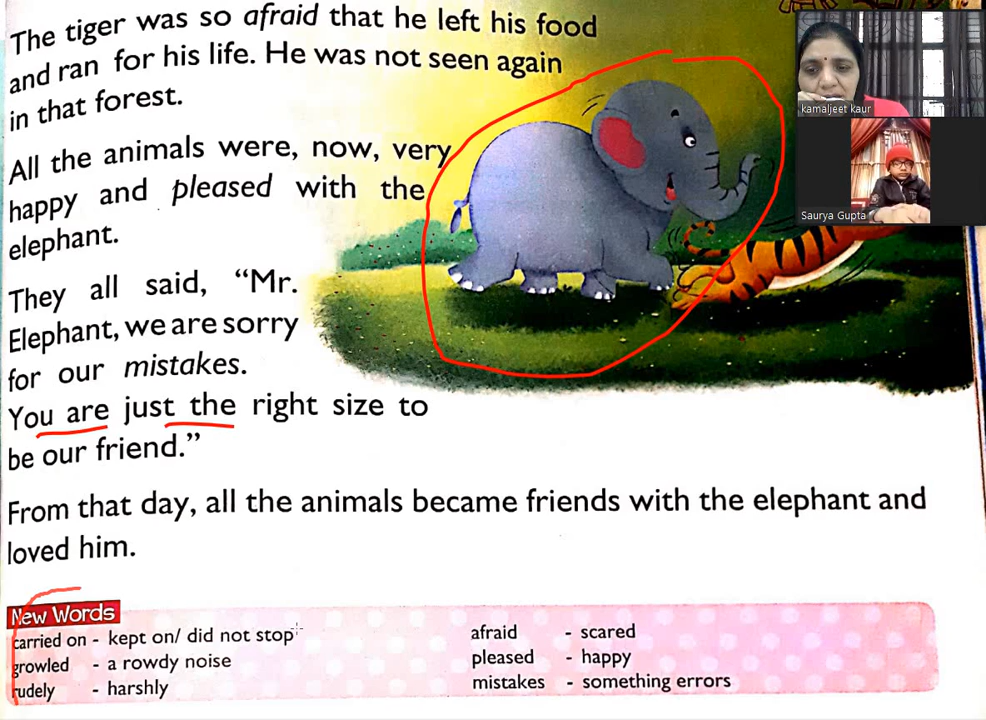 The tiger was so afraid that he left his food
and ran for his life. He was not seen again
in that forest.
All the animals were, now, very
happy and pleased with the
elephant.
They all said, “Mr.
Elephant, we are sorry
for our mistakes.
You are just the right size to
be our friend.”
From that day, all the animals became friends with the elephant and
loved him.
New Words
carried on - kept on/ did not stop
growled - a rowdy noise
rudely - harshly
afraid - scared
pleased - happy
mistakes - something errors
kamaljeet kaur
Saurya Gupta